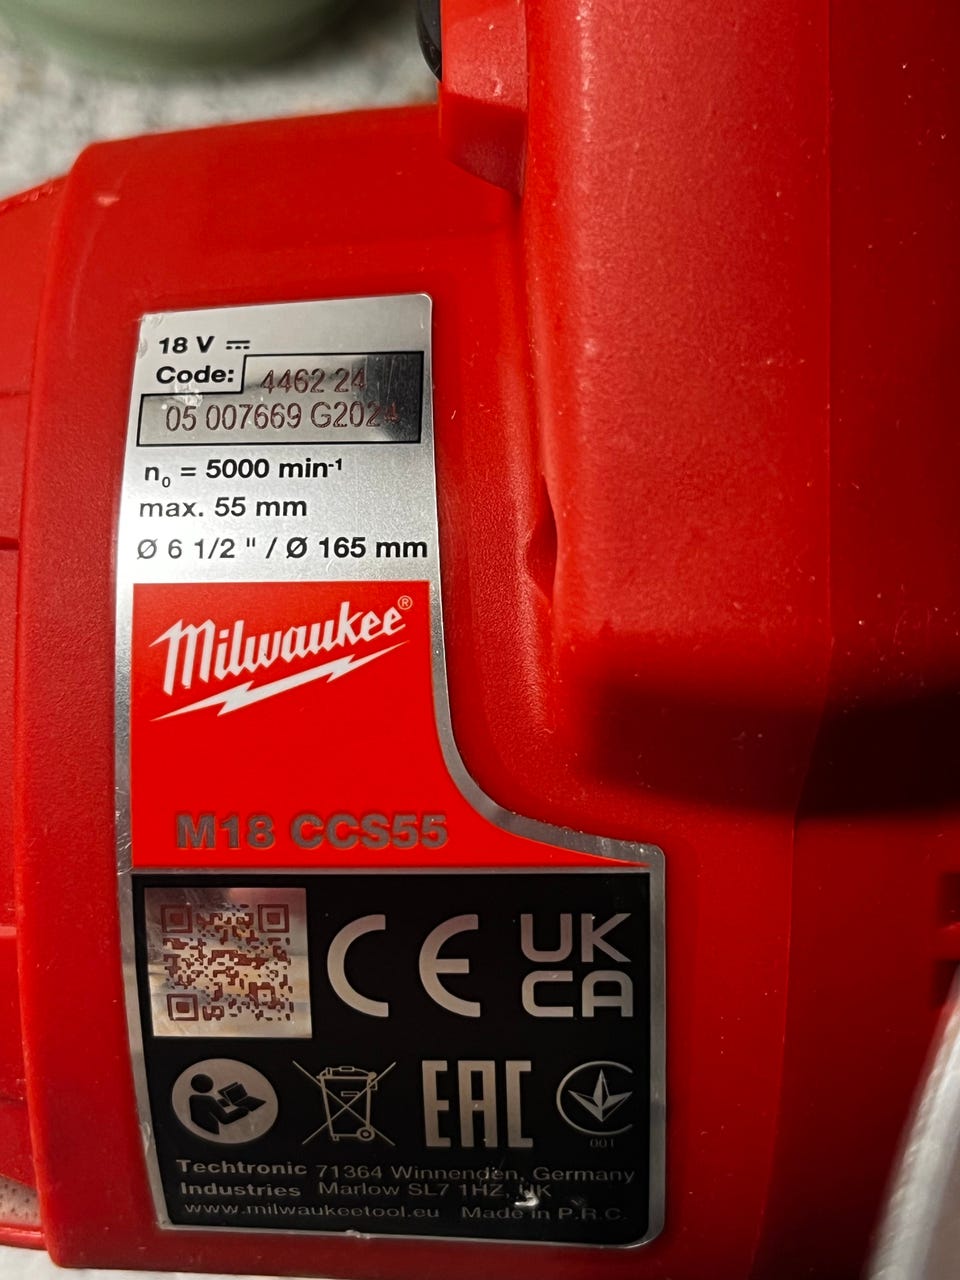 18 V ⎓
Code: 4462 24
05 007669 G2024
n₀ = 5000 min⁻¹
max. 55 mm
Ø 6 1/2 " / Ø 165 mm
Milwaukee®
M18 CCS55
CE UK CA
EAC
001
Techtronic 71364 Winnenden, Germany
Industries Marlow SL7 1HZ, UK
www.milwaukeetool.eu Made in P.R.C.